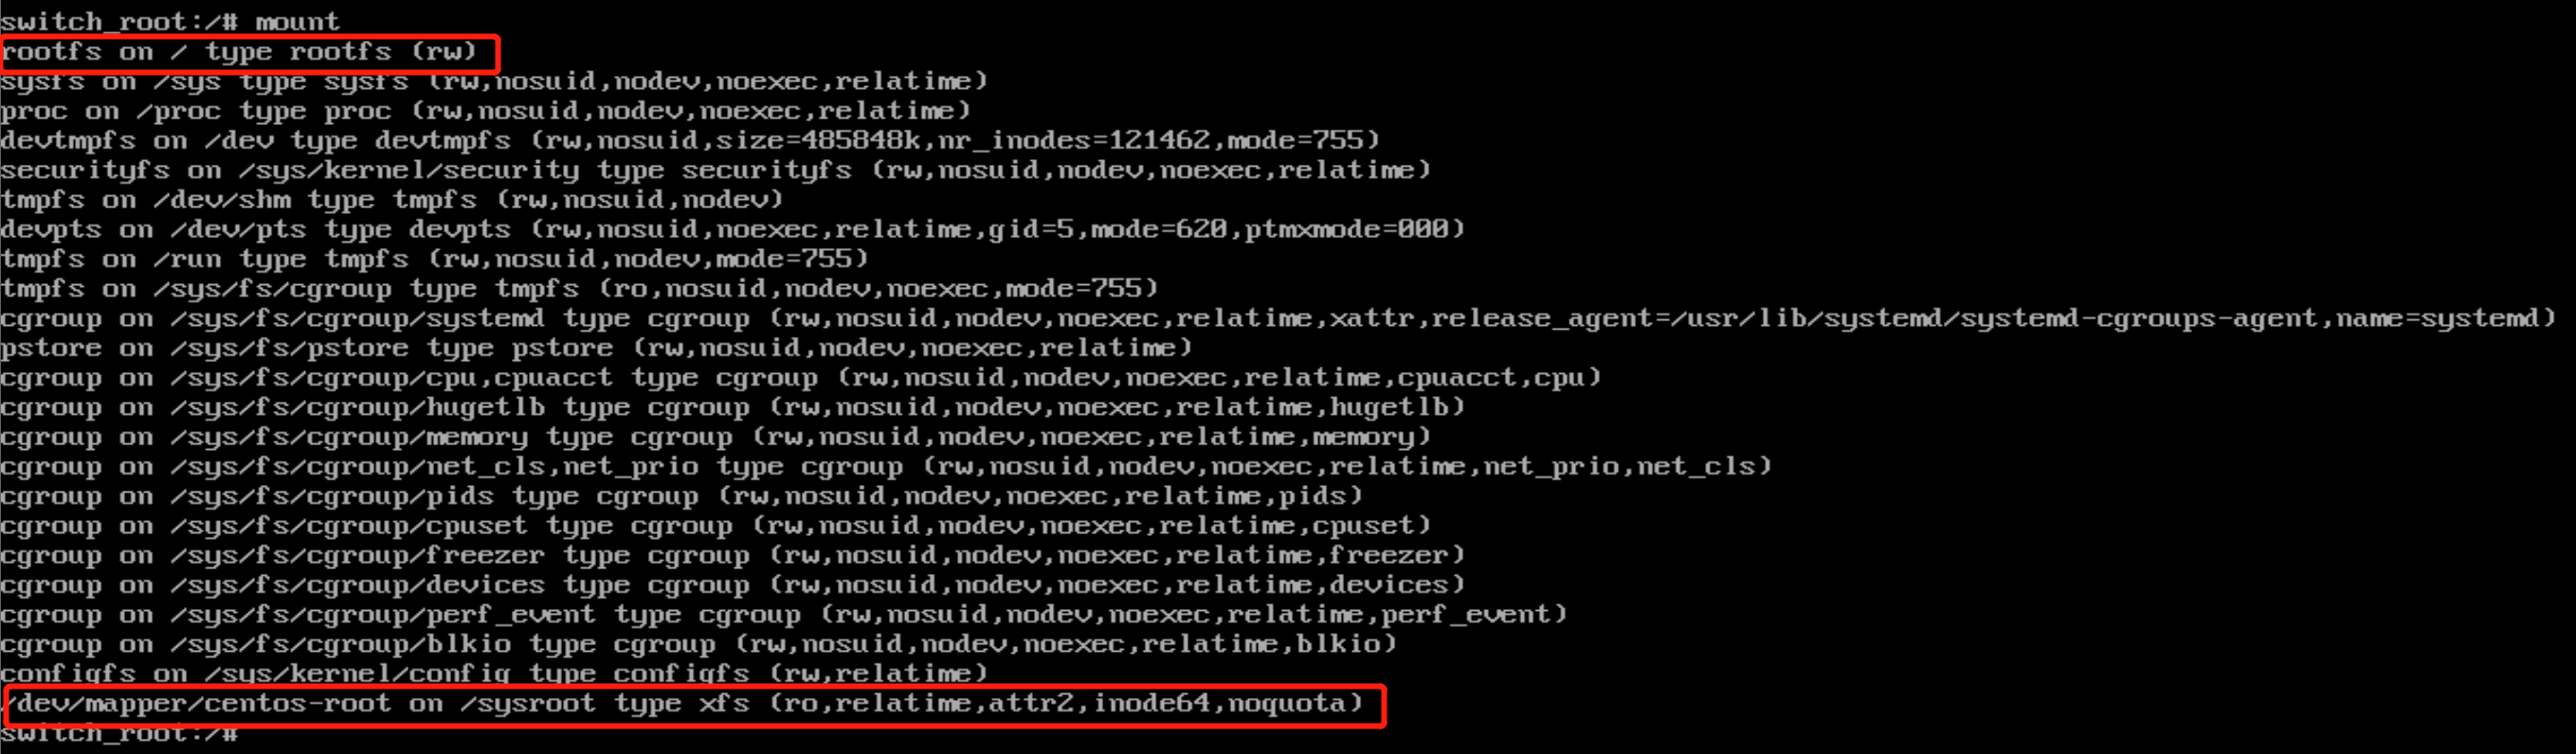 switch_root:/# mount
rootfs on / type rootfs (rw)
sysfs on /sys type sysfs (rw,nosuid,nodev,noexec,relatime)
proc on /proc type proc (rw,nosuid,nodev,noexec,relatime)
devtmpfs on /dev type devtmpfs (rw,nosuid,size=485848k,nr_inodes=121462,mode=755)
securityfs on /sys/kernel/security type securityfs (rw,nosuid,nodev,noexec,relatime)
tmpfs on /dev/shm type tmpfs (rw,nosuid,nodev)
devpts on /dev/pts type devpts (rw,nosuid,noexec,relatime,gid=5,mode=620,ptmxmode=000)
tmpfs on /run type tmpfs (rw,nosuid,nodev,mode=755)
tmpfs on /sys/fs/cgroup type tmpfs (ro,nosuid,nodev,noexec,mode=755)
cgroup on /sys/fs/cgroup/systemd type cgroup (rw,nosuid,nodev,noexec,relatime,xattr,release_agent=/usr/lib/systemd/systemd-cgroups-agent,name=systemd)
pstore on /sys/fs/pstore type pstore (rw,nosuid,nodev,noexec,relatime)
cgroup on /sys/fs/cgroup/cpu,cpuacct type cgroup (rw,nosuid,nodev,noexec,relatime,cpuacct,cpu)
cgroup on /sys/fs/cgroup/hugetlb type cgroup (rw,nosuid,nodev,noexec,relatime,hugetlb)
cgroup on /sys/fs/cgroup/memory type cgroup (rw,nosuid,nodev,noexec,relatime,memory)
cgroup on /sys/fs/cgroup/net_cls,net_prio type cgroup (rw,nosuid,nodev,noexec,relatime,net_prio,net_cls)
cgroup on /sys/fs/cgroup/pids type cgroup (rw,nosuid,nodev,noexec,relatime,pids)
cgroup on /sys/fs/cgroup/cpuset type cgroup (rw,nosuid,nodev,noexec,relatime,cpuset)
cgroup on /sys/fs/cgroup/freezer type cgroup (rw,nosuid,nodev,noexec,relatime,freezer)
cgroup on /sys/fs/cgroup/devices type cgroup (rw,nosuid,nodev,noexec,relatime,devices)
cgroup on /sys/fs/cgroup/perf_event type cgroup (rw,nosuid,nodev,noexec,relatime,perf_event)
cgroup on /sys/fs/cgroup/blkio type cgroup (rw,nosuid,nodev,noexec,relatime,blkio)
configfs on /sys/kernel/config type configfs (rw,relatime)
/dev/mapper/centos-root on /sysroot type xfs (ro,relatime,attr2,inode64,noquota)
switch_root:/#